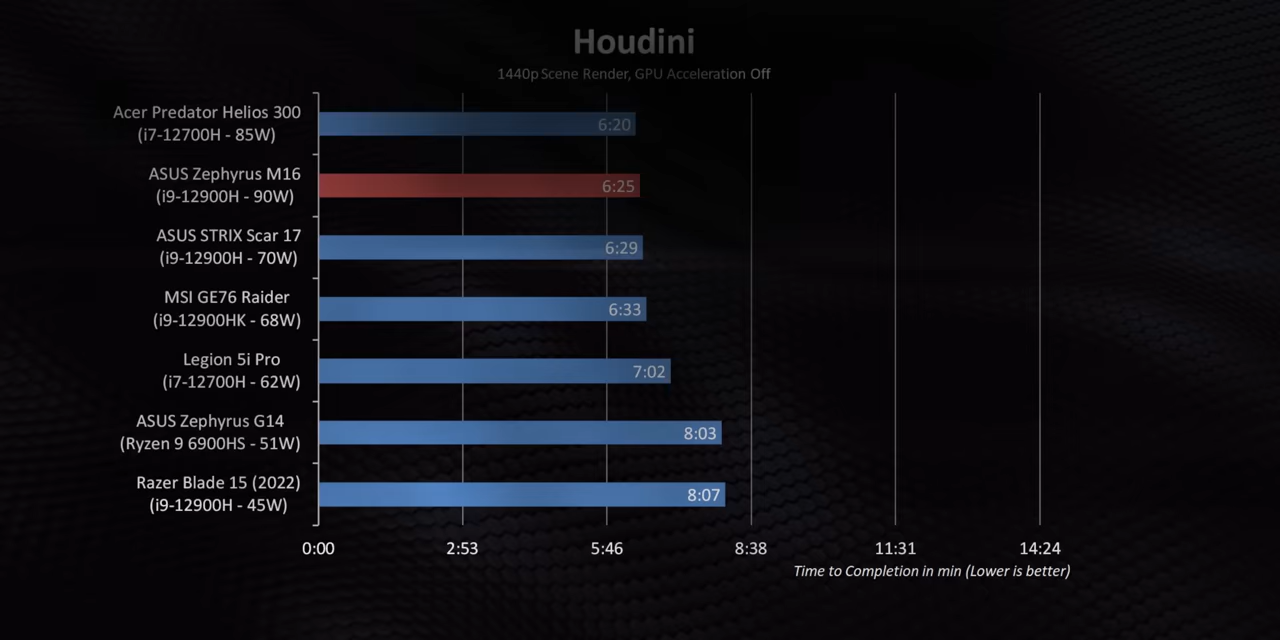 Houdini
1440p Scene Render, GPU Acceleration Off
Acer Predator Helios 300
(i7-12700H - 85W)
6:20
ASUS Zephyrus M16
(i9-12900H - 90W)
6:25
ASUS STRIX Scar 17
(i9-12900H - 70W)
6:29
MSI GE76 Raider
(i9-12900HK - 68W)
6:33
Legion 5i Pro
(i7-12700H - 62W)
7:02
ASUS Zephyrus G14
(Ryzen 9 6900HS - 51W)
8:03
Razer Blade 15 (2022)
(i9-12900H - 45W)
8:07
0:00 2:53 5:46 8:38 11:31 14:24
Time to Completion in min (Lower is better)